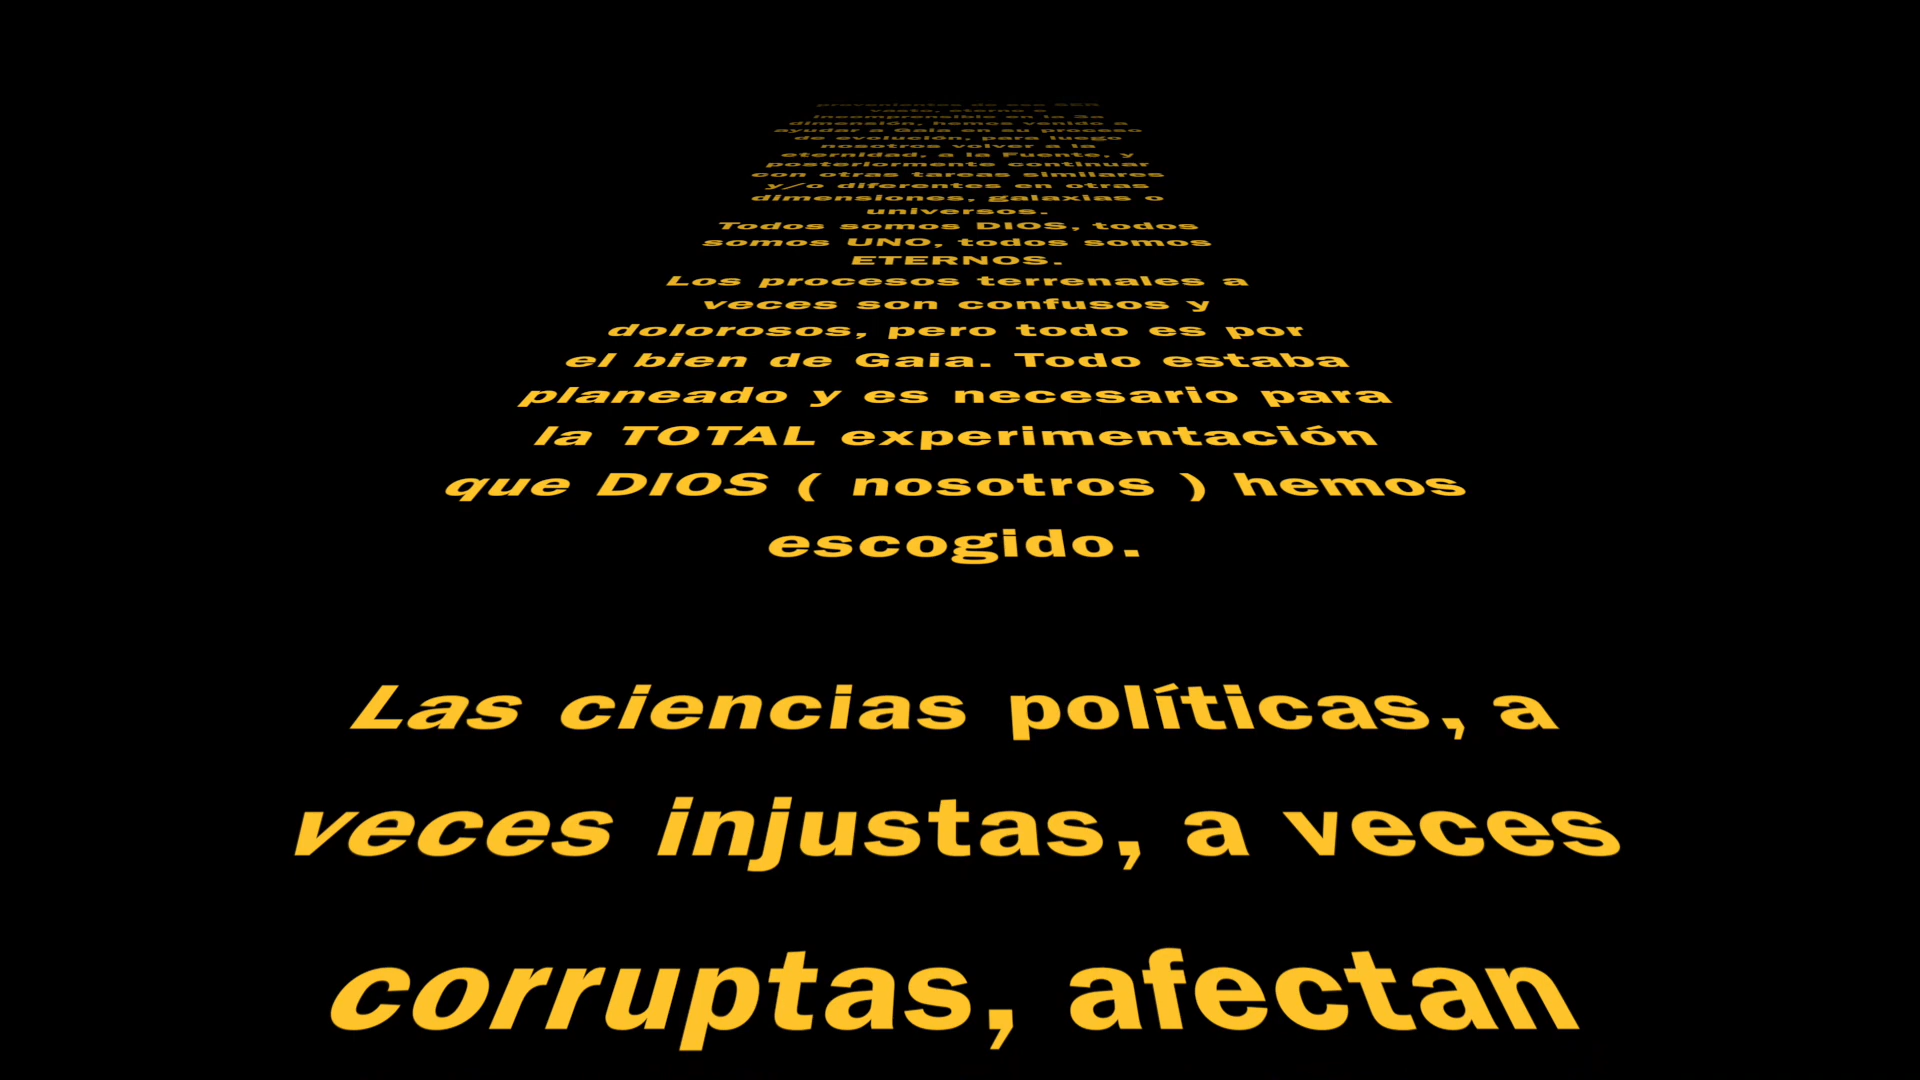 provenientes de ese SER
vasto, eterno e
incomprensible en la 3a
dimensión, hemos venido a
ayudar a Gaia en su proceso
de evolución, para luego
nosotros volver a la
eternidad, a la Fuente, y
posteriormente continuar
con otras tareas similares
y/o diferentes en otras
dimensiones, galaxias o
universos.
Todos somos DIOS, todos
somos UNO, todos somos
ETERNOS.
Los procesos terrenales a
veces son confusos y
dolorosos, pero todo es por
el bien de Gaia. Todo estaba
planeado y es necesario para
la TOTAL experimentación
que DIOS ( nosotros ) hemos
escogido.
Las ciencias políticas, a
veces injustas, a veces
corruptas, afectan